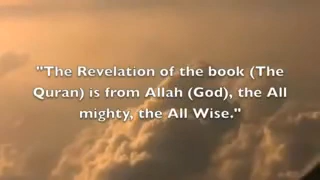 "The Revelation of the book (The
Quran) is from Allah (God), the All
mighty, the All Wise."